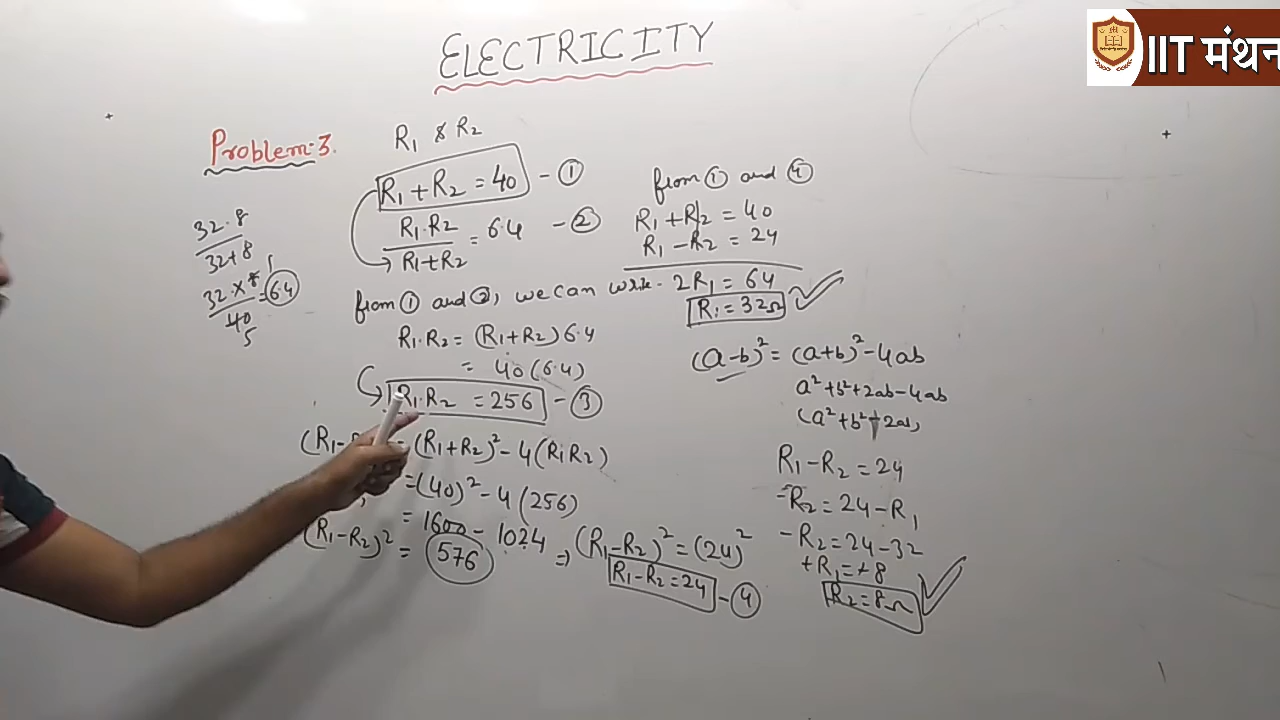 ELECTRICITY
IIT मंथन
Problem-3.
R₁ & R₂
R₁ + R₂ = 40 - ①
R₁·R₂ / R₁+R₂ = 6.4 - ②
from ① and ②, we can write.
R₁·R₂ = (R₁+R₂) 6.4
= 40 (6.4)
R₁·R₂ = 256 - ③
= (R₁+R₂)² - 4(R₁R₂)
= (40)² - 4(256)
= 1600 - 1024
(R₁-R₂)² = 576
⇒ (R₁-R₂)² = (24)²
R₁-R₂ = 24 - ④
32·8 / 32+8
32×8 / 40 = 6.4
5
from ① and ④
R₁ + R₂ = 40
R₁ - R₂ = 24
2R₁ = 64
R₁ = 32Ω
(a-b)² = (a+b)² - 4ab
a²+b²+2ab-4ab
R₁-R₂ = 24
-R₂ = 24-R₁
-R₂ = 24-32
+R₁ = +8
R₂ = 8Ω